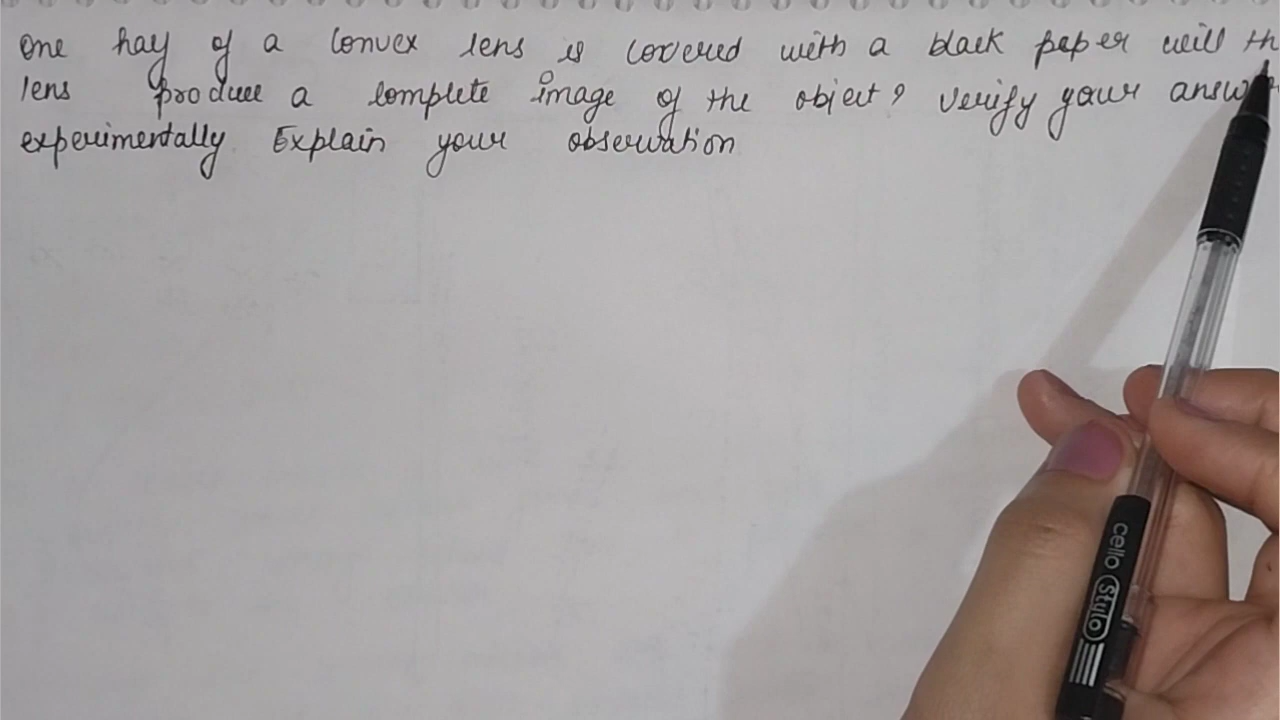 One half of a convex lens is covered with a black paper will th
lens produce a complete image of the object? Verify your answ
experimentally Explain your observation
cello Stylo